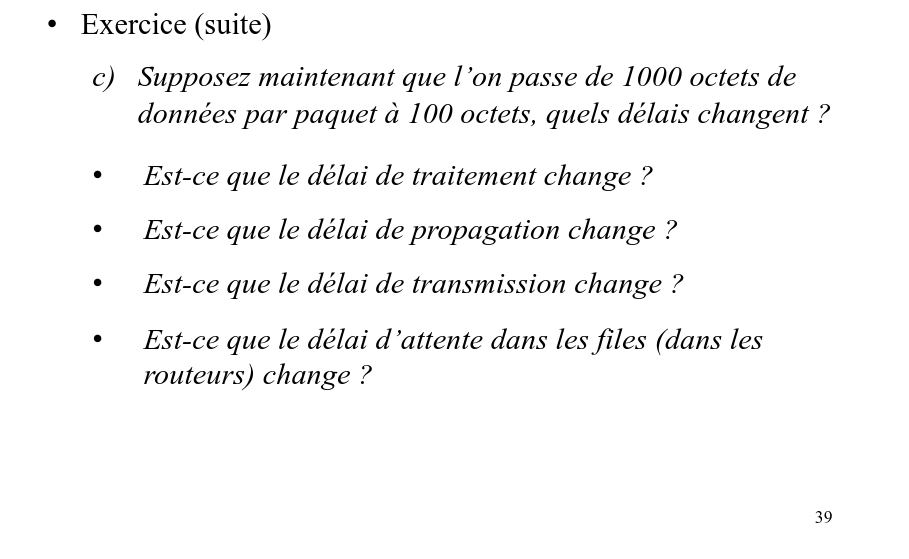 • Exercice (suite)
c) Supposez maintenant que l’on passe de 1000 octets de
données par paquet à 100 octets, quels délais changent ?
• Est-ce que le délai de traitement change ?
• Est-ce que le délai de propagation change ?
• Est-ce que le délai de transmission change ?
• Est-ce que le délai d’attente dans les files (dans les
routeurs) change ?
39